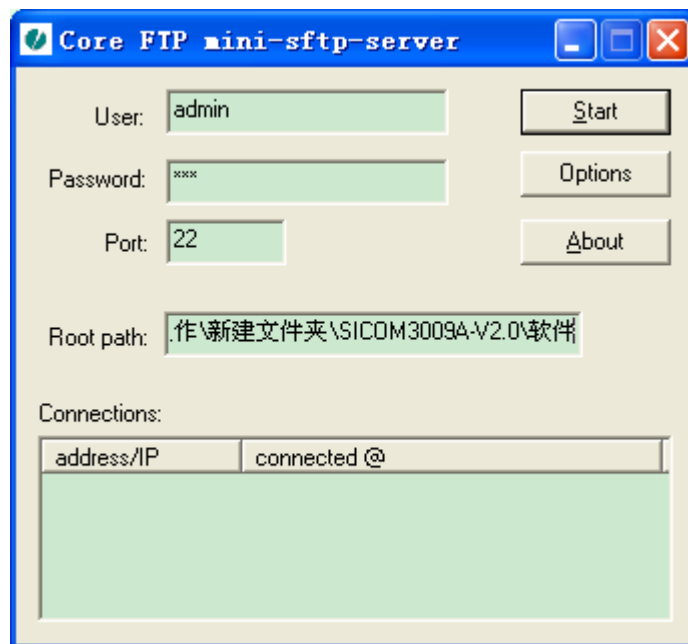 Core FTP mini-sftp-server
User: admin
Start
Password: ***
Options
Port: 22
About
Root path: 作\新建文件夹\SICOM3009A-V2.0\软件
Connections:
address/IP connected @